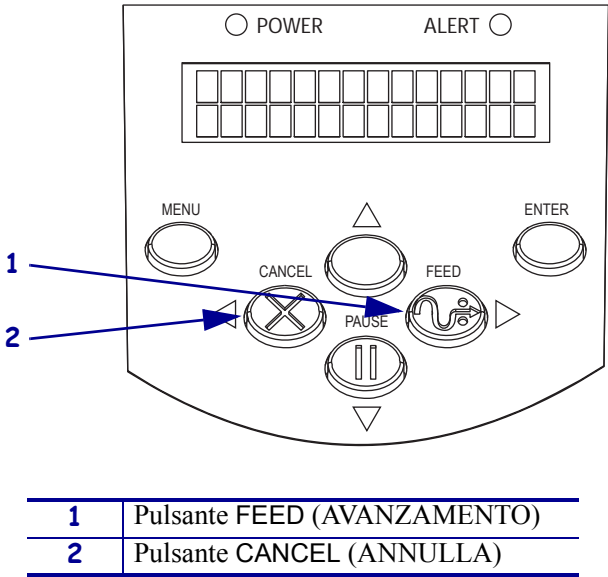 POWER ALERT
MENU ENTER
1
CANCEL FEED
2
PAUSE
1 Pulsante FEED (AVANZAMENTO)
2 Pulsante CANCEL (ANNULLA)